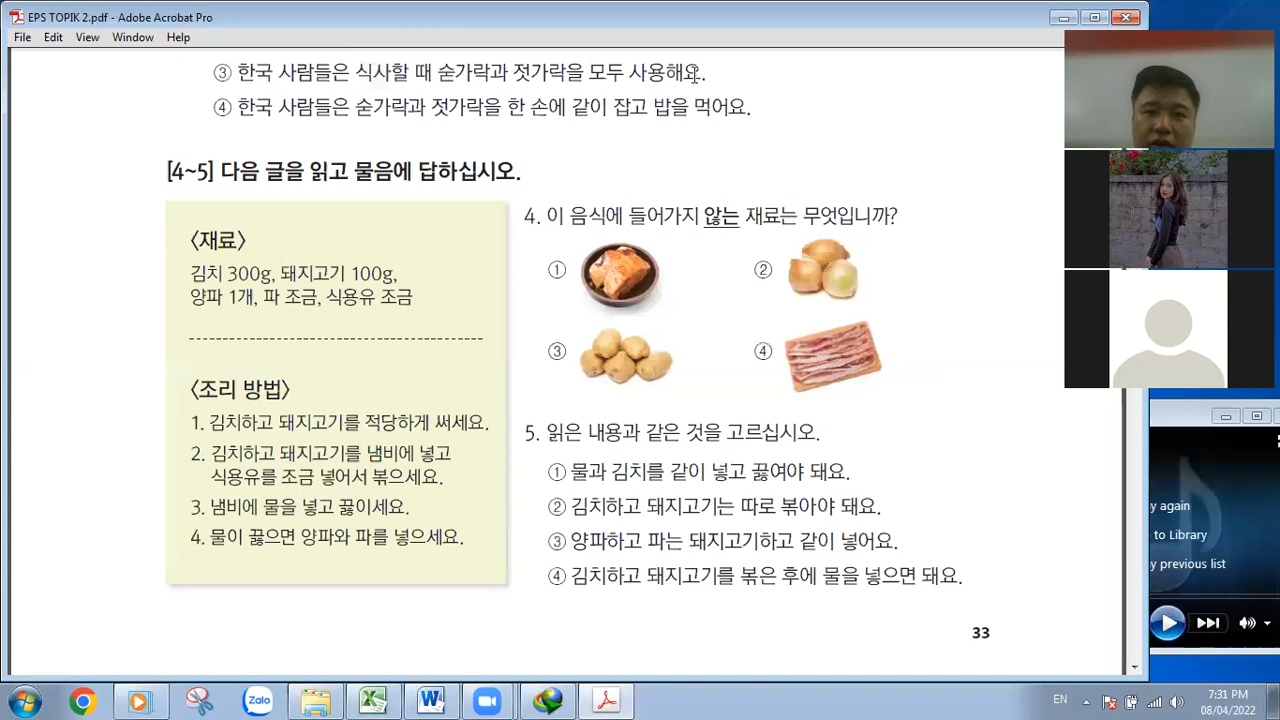 EPS TOPIK 2.pdf - Adobe Acrobat Pro
File Edit View Window Help
③ 한국 사람들은 식사할 때 숟가락과 젓가락을 모두 사용해요.
④ 한국 사람들은 숟가락과 젓가락을 한 손에 같이 잡고 밥을 먹어요.
[4~5] 다음 글을 읽고 물음에 답하십시오.
〈재료〉
김치 300g, 돼지고기 100g,
양파 1개, 파 조금, 식용유 조금
〈조리 방법〉
1. 김치하고 돼지고기를 적당하게 써세요.
2. 김치하고 돼지고기를 냄비에 넣고
식용유를 조금 넣어서 볶으세요.
3. 냄비에 물을 넣고 끓이세요.
4. 물이 끓으면 양파와 파를 넣으세요.
4. 이 음식에 들어가지 않는 재료는 무엇입니까?
①
②
③
④
5. 읽은 내용과 같은 것을 고르십시오.
① 물과 김치를 같이 넣고 끓여야 돼요.
② 김치하고 돼지고기는 따로 볶아야 돼요.
③ 양파하고 파는 돼지고기하고 같이 넣어요.
④ 김치하고 돼지고기를 볶은 후에 물을 넣으면 돼요.
33
y again
to Library
y previous list
Zalo
EN
7:31 PM
08/04/2022